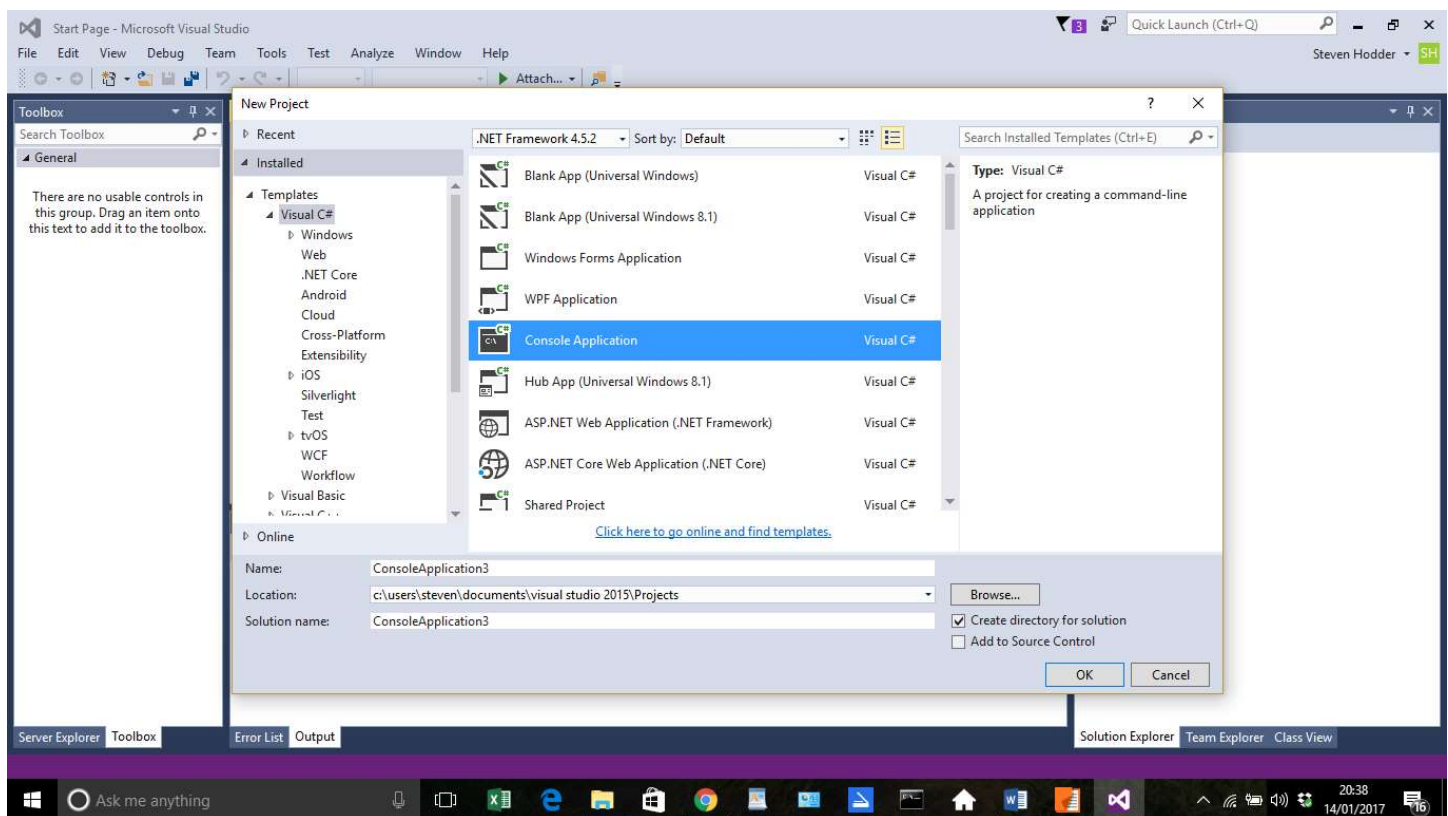 Start Page - Microsoft Visual Studio
3
Quick Launch (Ctrl+Q)
File Edit View Debug Team Tools Test Analyze Window Help
Steven Hodder SH
Attach...
Toolbox
Search Toolbox
General
There are no usable controls in
this group. Drag an item onto
this text to add it to the toolbox.
New Project
? 
Recent
Installed
Templates
Visual C#
Windows
Web
.NET Core
Android
Cloud
Cross-Platform
Extensibility
iOS
Silverlight
Test
tvOS
WCF
Workflow
Visual Basic
Visual C++
Online
.NET Framework 4.5.2 Sort by: Default
Search Installed Templates (Ctrl+E)
Blank App (Universal Windows) Visual C#
Blank App (Universal Windows 8.1) Visual C#
Windows Forms Application Visual C#
WPF Application Visual C#
Console Application Visual C#
Hub App (Universal Windows 8.1) Visual C#
ASP.NET Web Application (.NET Framework) Visual C#
ASP.NET Core Web Application (.NET Core) Visual C#
Shared Project Visual C#
Click here to go online and find templates.
Type: Visual C#
A project for creating a command-line
application
Name: ConsoleApplication3
Location: c:\users\steven\documents\visual studio 2015\Projects
Browse...
Solution name: ConsoleApplication3
Create directory for solution
Add to Source Control
OK Cancel
Server Explorer Toolbox
Error List Output
Solution Explorer Team Explorer Class View
Ask me anything
20:38
14/01/2017
16